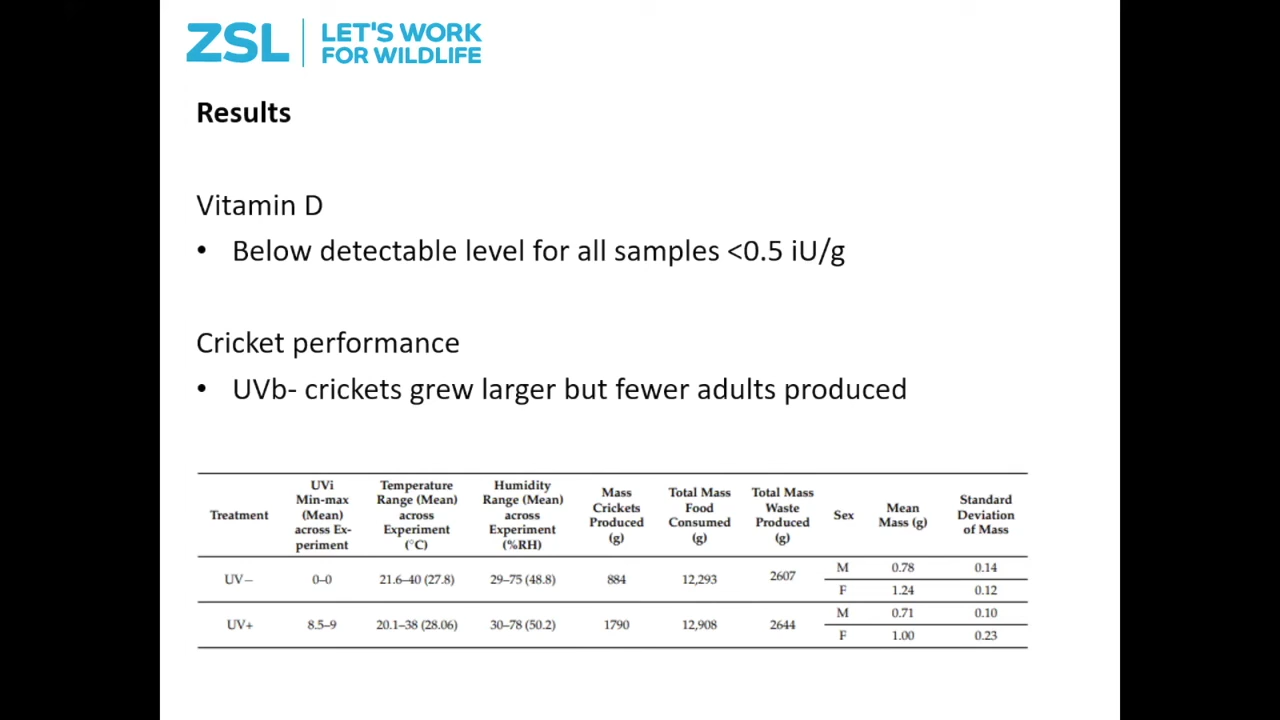 ZSL
LET'S WORK
FOR WILDLIFE
Results
Vitamin D
• Below detectable level for all samples <0.5 iU/g
Cricket performance
• UVb- crickets grew larger but fewer adults produced
Treatment
UVi
Min-max
(Mean)
across Ex-
periment
Temperature
Range (Mean)
across
Experiment
(°C)
Humidity
Range (Mean)
across
Experiment
(%RH)
Mass
Crickets
Produced
(g)
Total Mass
Food
Consumed
(g)
Total Mass
Waste
Produced
(g)
Sex
Mean
Mass (g)
Standard
Deviation
of Mass
UV− 0–0 21.6–40 (27.8) 29–75 (48.8) 884 12,293 2607
M 0.78 0.14
F 1.24 0.12
UV+ 8.5–9 20.1–38 (28.06) 30–78 (50.2) 1790 12,908 2644
M 0.71 0.10
F 1.00 0.23